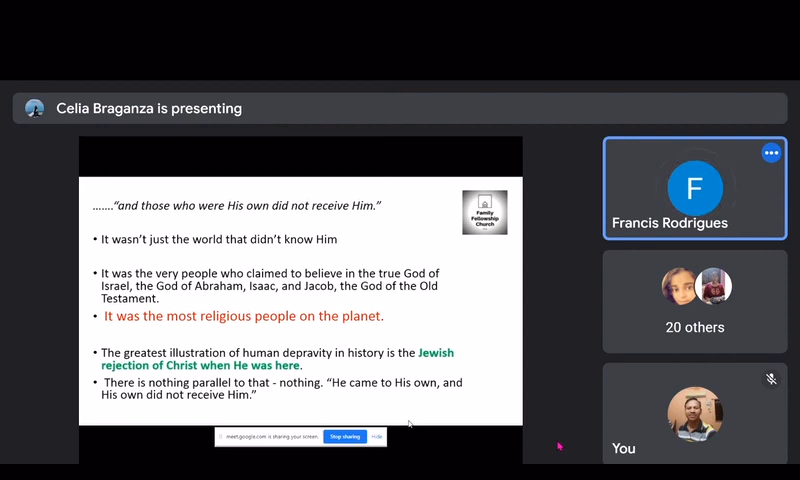 Celia Braganza is presenting
.......“and those who were His own did not receive Him.”
Family
Fellowship
Church
• It wasn’t just the world that didn’t know Him
• It was the very people who claimed to believe in the true God of
Israel, the God of Abraham, Isaac, and Jacob, the God of the Old
Testament.
• It was the most religious people on the planet.
• The greatest illustration of human depravity in history is the Jewish
rejection of Christ when He was here.
• There is nothing parallel to that - nothing. “He came to His own, and
His own did not receive Him.”
meet.google.com is sharing your screen.
Stop sharing
Hide
F
Francis Rodrigues
20 others
You